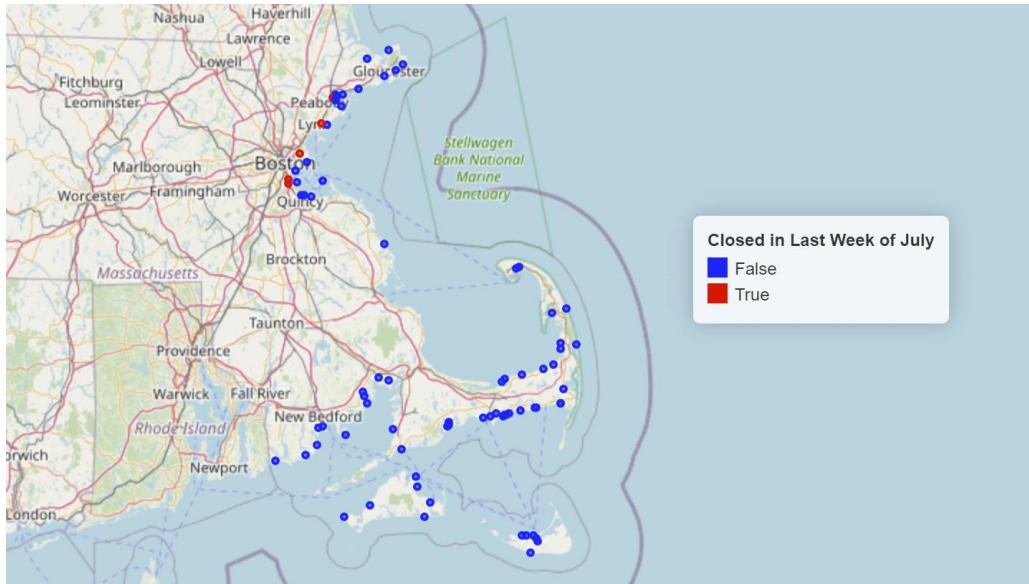 Nashua
Haverhill
Lawrence
Lowell
Fitchburg
Leominster
Gloucester
Peabody
Lynn
Stellwagen
Bank National
Marine
Sanctuary
Boston
Marlborough
Framingham
Worcester
Quincy
Closed in Last Week of July
False
True
Brockton
Massachusetts
Taunton
Providence
Warwick
Fall River
New Bedford
Rhode Island
orwich
Newport
London